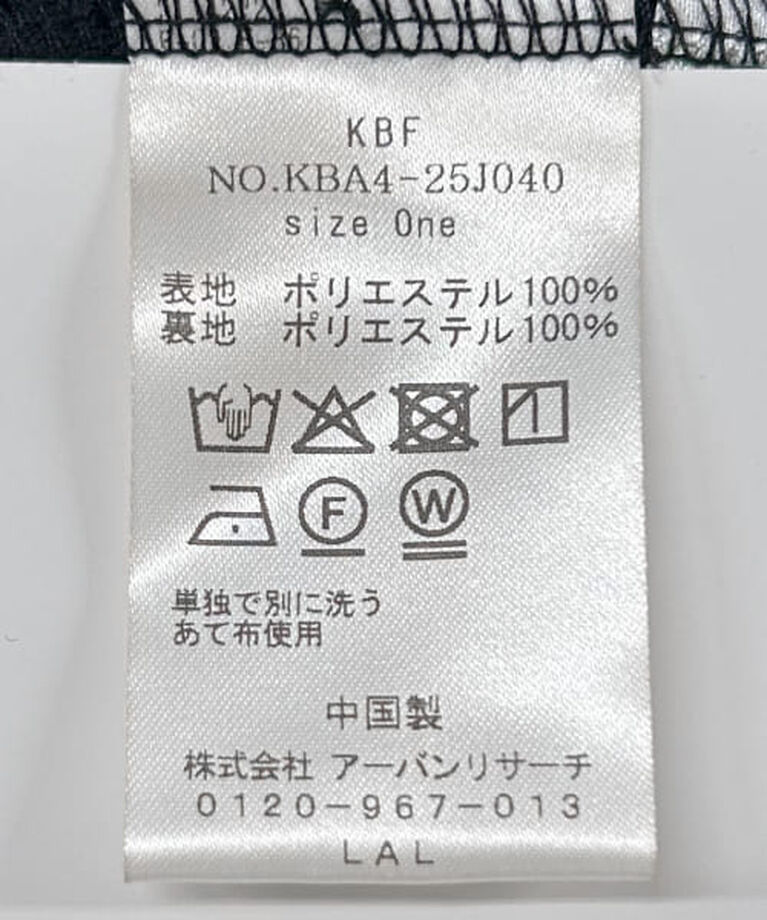 KBF
NO.KBA4-25J040
size One
表地 ポリエステル100%
裏地 ポリエステル100%
F W
単独で別に洗う
あて布使用
中国製
株式会社 アーバンリサーチ
0120-967-013
LAL